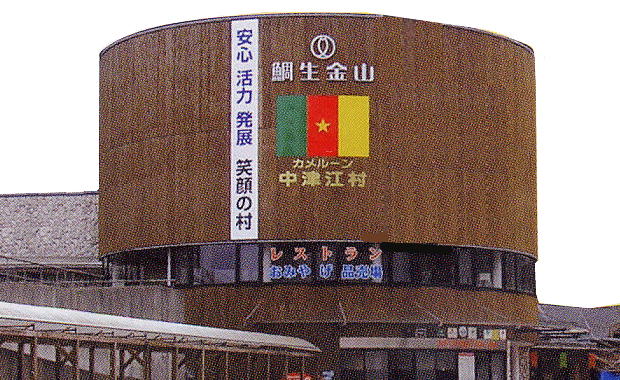 安心 活力 発展 笑顔の村
鯛生金山
カメルーン
中津江村
レストラン
おみやげ品売場